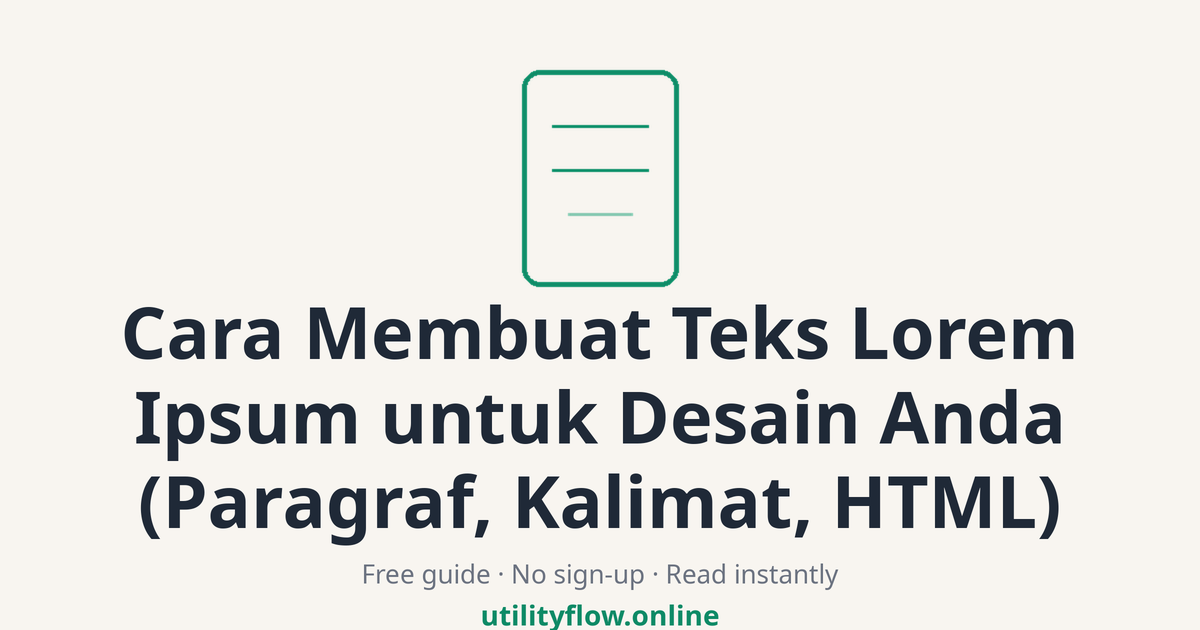 Cara Membuat Teks Lorem
Ipsum untuk Desain Anda
(Paragraf, Kalimat, HTML)
Free guide · No sign-up · Read instantly
utilityflow.online